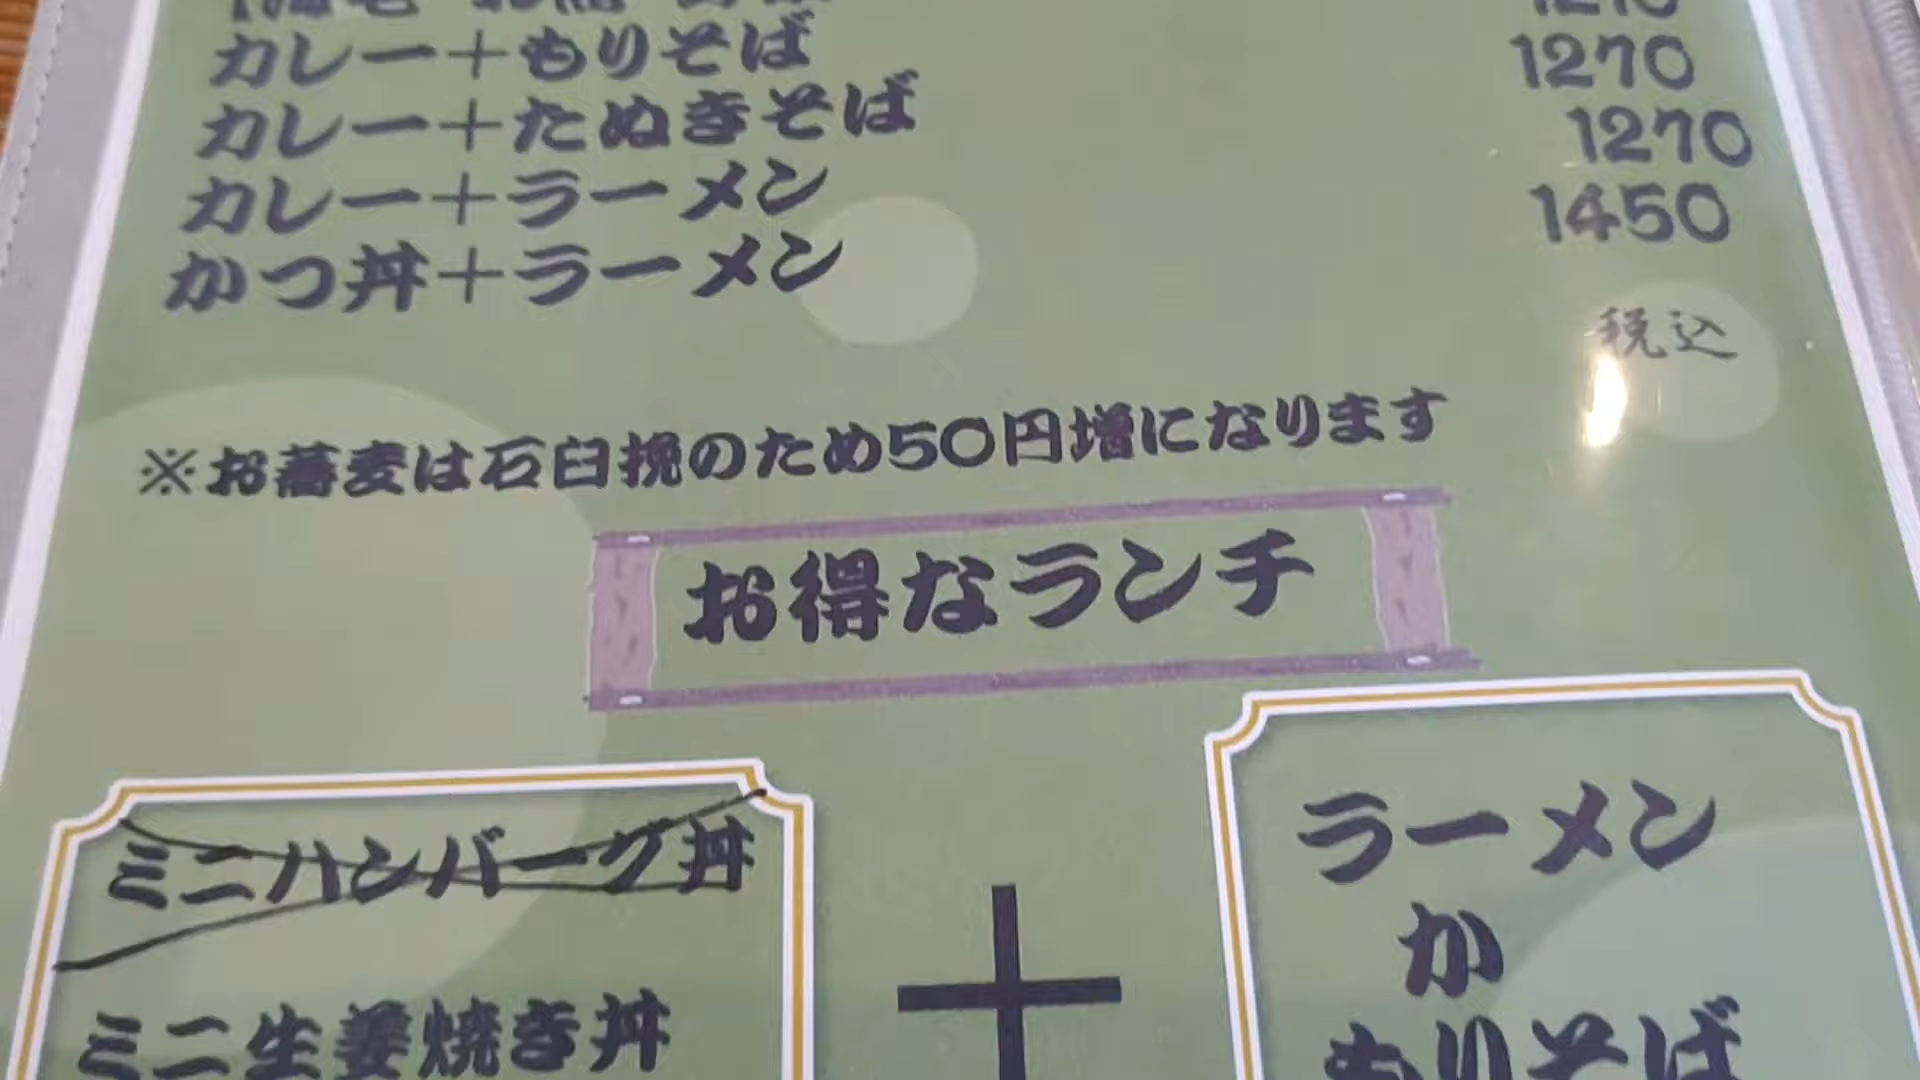 カレー＋もりそば 1270
カレー＋たぬきそば 1270
カレー＋ラーメン 1270
かつ丼＋ラーメン 1450
税込
※お蕎麦は石臼挽のため50円増になります
お得なランチ
ミニハンバーグ丼
ミニ生姜焼き丼
＋
ラーメン
か
もりそば